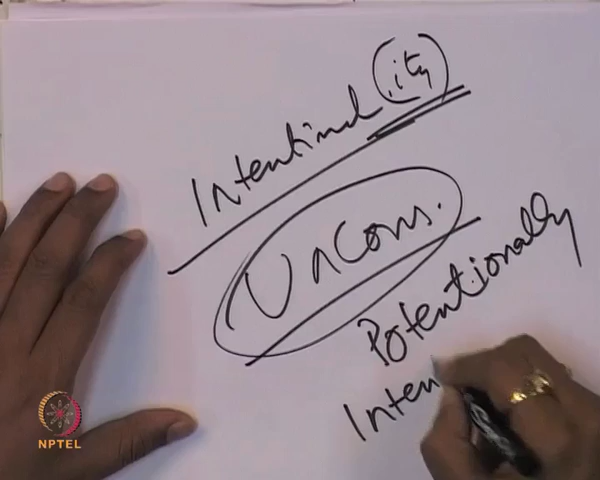 Intentional (ity)
UnCons.
Potentionally
Inten
NPTEL